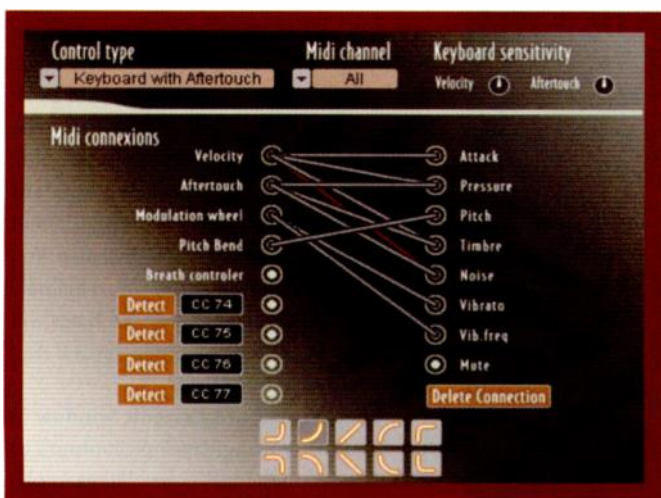 Control type
Midi channel
Keyboard sensitivity
Keyboard with Aftertouch
All
Velocity
Aftertouch
Midi connexions
Velocity
Attack
Aftertouch
Pressure
Modulation wheel
Pitch
Pitch Bend
Timbre
Breath controler
Noise
Detect CC 74
Vibrato
Detect CC 75
Vib.freq
Detect CC 76
Mute
Detect CC 77
Delete Connection